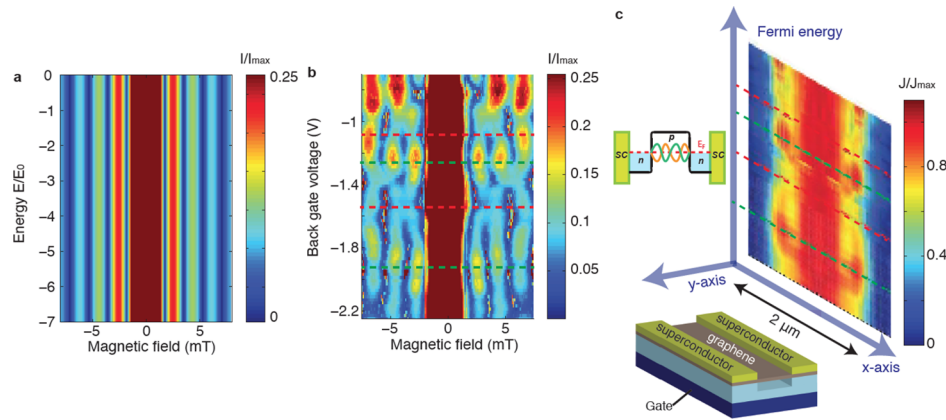 a
I/Imax
0.25
0
Energy E/E0
0
-1
-2
-3
-4
-5
-6
-7
-5
0
5
Magnetic field (mT)
b
I/Imax
0.25
0.2
0.15
0.1
0.05
Back gate voltage (V)
-1
-1.4
-1.8
-2.2
-5
0
5
Magnetic field (mT)
c
Fermi energy
J/Jmax
0.8
0.4
0
SC
n
p
EF
n
SC
y-axis
2 μm
x-axis
superconductor
graphene
superconductor
Gate